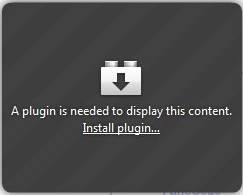 A plugin is needed to display this content.
Install plugin...